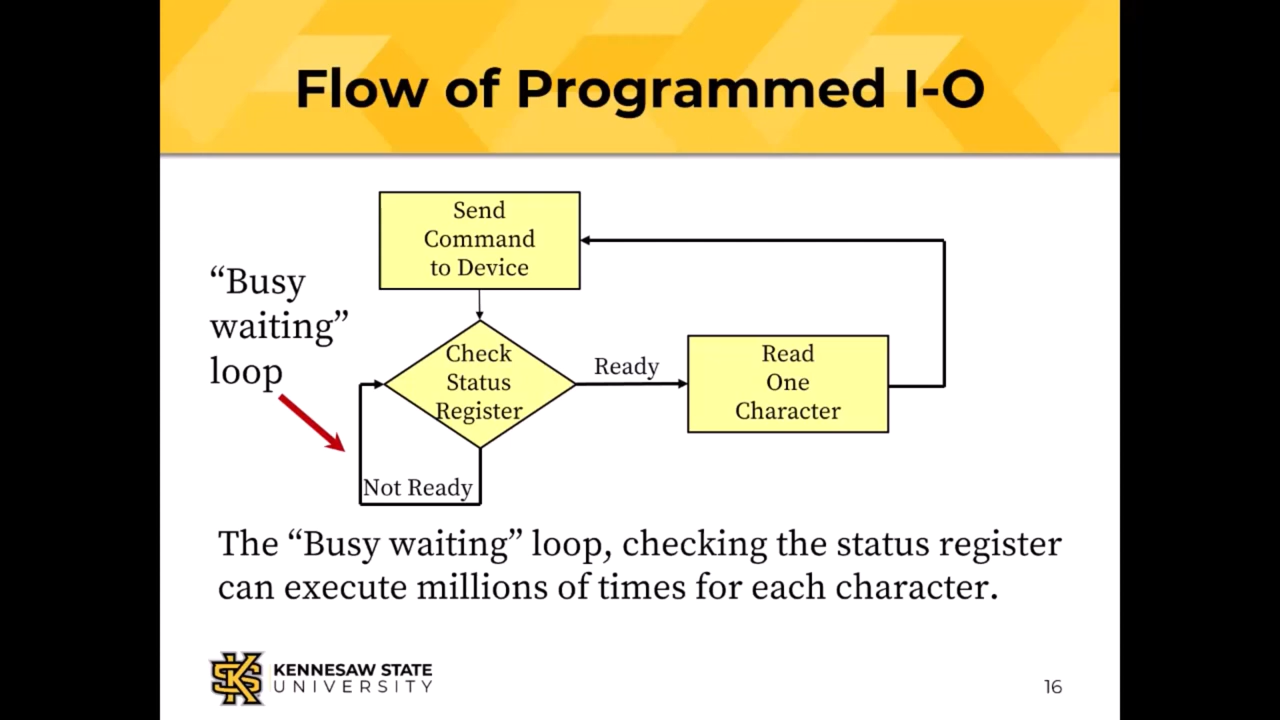 Flow of Programmed I-O
Send
Command
to Device
“Busy
waiting”
loop
Check
Status
Register
Ready
Read
One
Character
Not Ready
The “Busy waiting” loop, checking the status register
can execute millions of times for each character.
KENNESAW STATE
UNIVERSITY
16